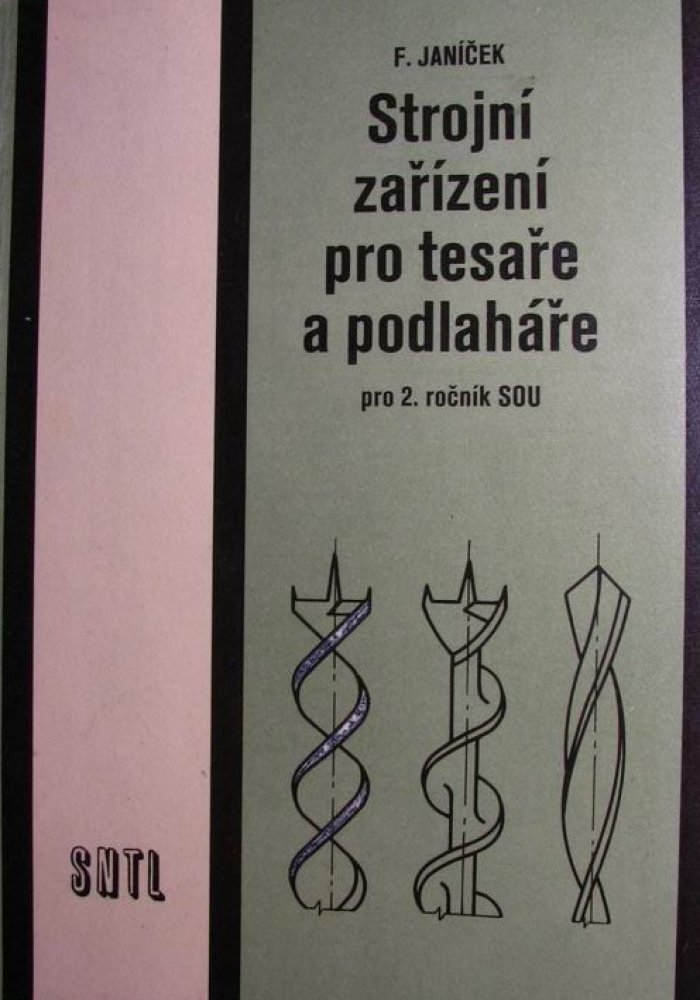 F. JANÍČEK
Strojní
zařízení
pro tesaře
a podlaháře
pro 2. ročník SOU
SNTL